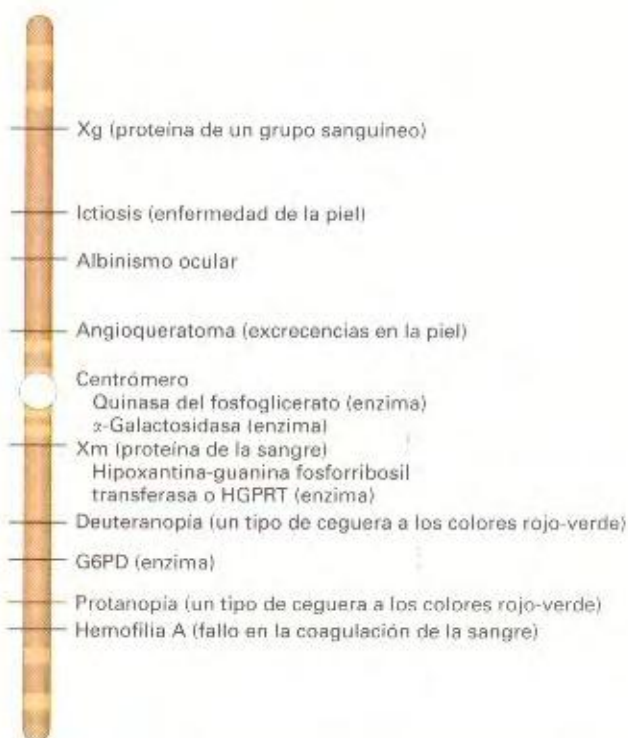 Xg (proteína de un grupo sanguíneo)
Ictiosis (enfermedad de la piel)
Albinismo ocular
Angioqueratoma (excrecencias en la piel)
Centrómero
Quinasa del fosfoglicerato (enzima)
α-Galactosidasa (enzima)
Xm (proteína de la sangre)
Hipoxantina-guanina fosforribosil
transferasa o HGPRT (enzima)
Deuteranopía (un tipo de ceguera a los colores rojo-verde)
G6PD (enzima)
Protanopía (un tipo de ceguera a los colores rojo-verde)
Hemofilia A (fallo en la coagulación de la sangre)